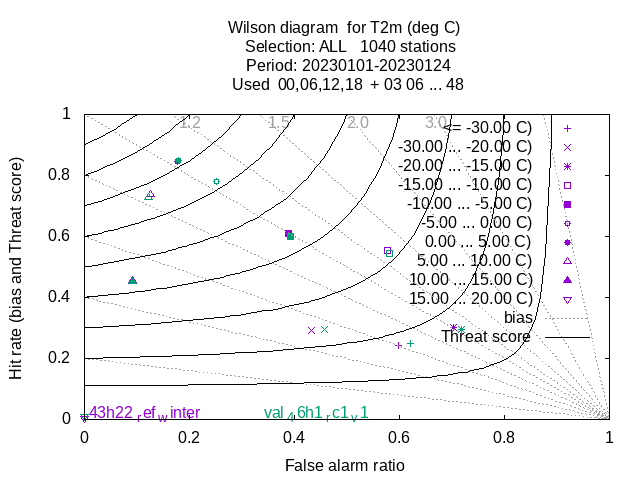 Wilson diagram for T2m (deg C)
Selection: ALL 1040 stations
Period: 20230101-20230124
Used 00,06,12,18 + 03 06 ... 48
1.2 1.5 2.0 3.0
<= -30.00 C)
-30.00 ... -20.00 C)
-20.00 ... -15.00 C)
-15.00 ... -10.00 C)
-10.00 ... -5.00 C)
-5.00 ... 0.00 C)
0.00 ... 5.00 C)
5.00 ... 10.00 C)
10.00 ... 15.00 C)
15.00 ... 20.00 C)
bias
Threat score
Hit rate (bias and Threat score)
1
0.8
0.6
0.4
0.2
0
43h22_ref_winter
val_46h1_rc1_v1
0 0.2 0.4 0.6 0.8 1
False alarm ratio